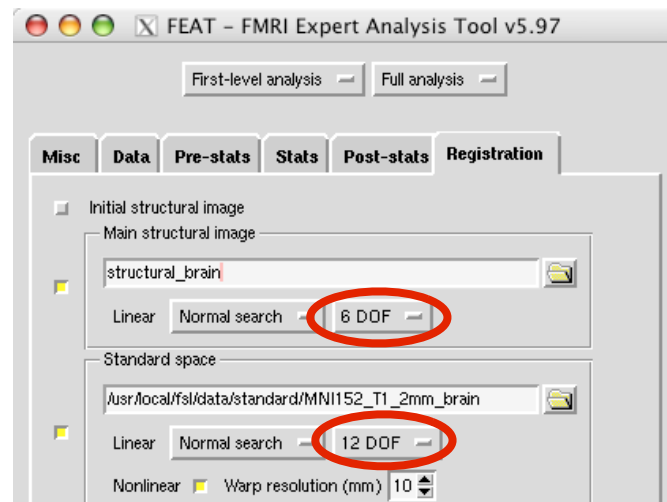 X FEAT - FMRI Expert Analysis Tool v5.97
First-level analysis Full analysis
Misc Data Pre-stats Stats Post-stats Registration
Initial structural image
Main structural image
structural_brain
Linear Normal search 6 DOF
Standard space
/usr/local/fsl/data/standard/MNI152_T1_2mm_brain
Linear Normal search 12 DOF
Nonlinear Warp resolution (mm) 10